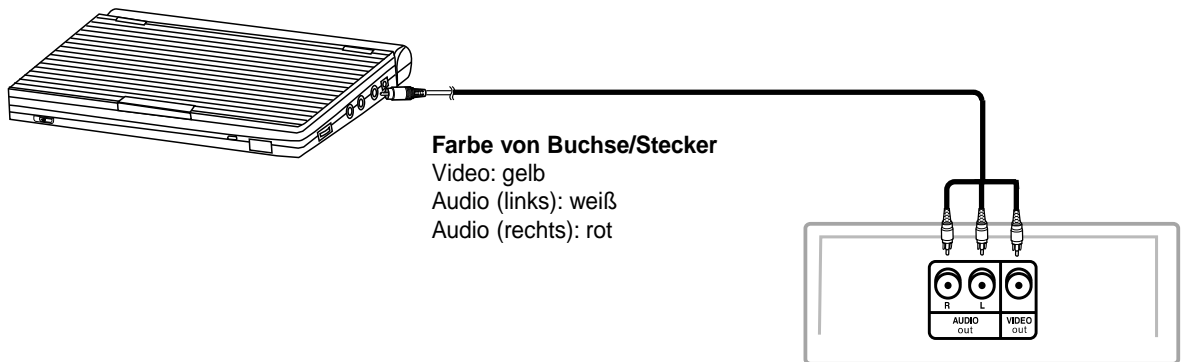 Farbe von Buchse/Stecker
Video: gelb
Audio (links): weiß
Audio (rechts): rot
R L
AUDIO VIDEO
out out